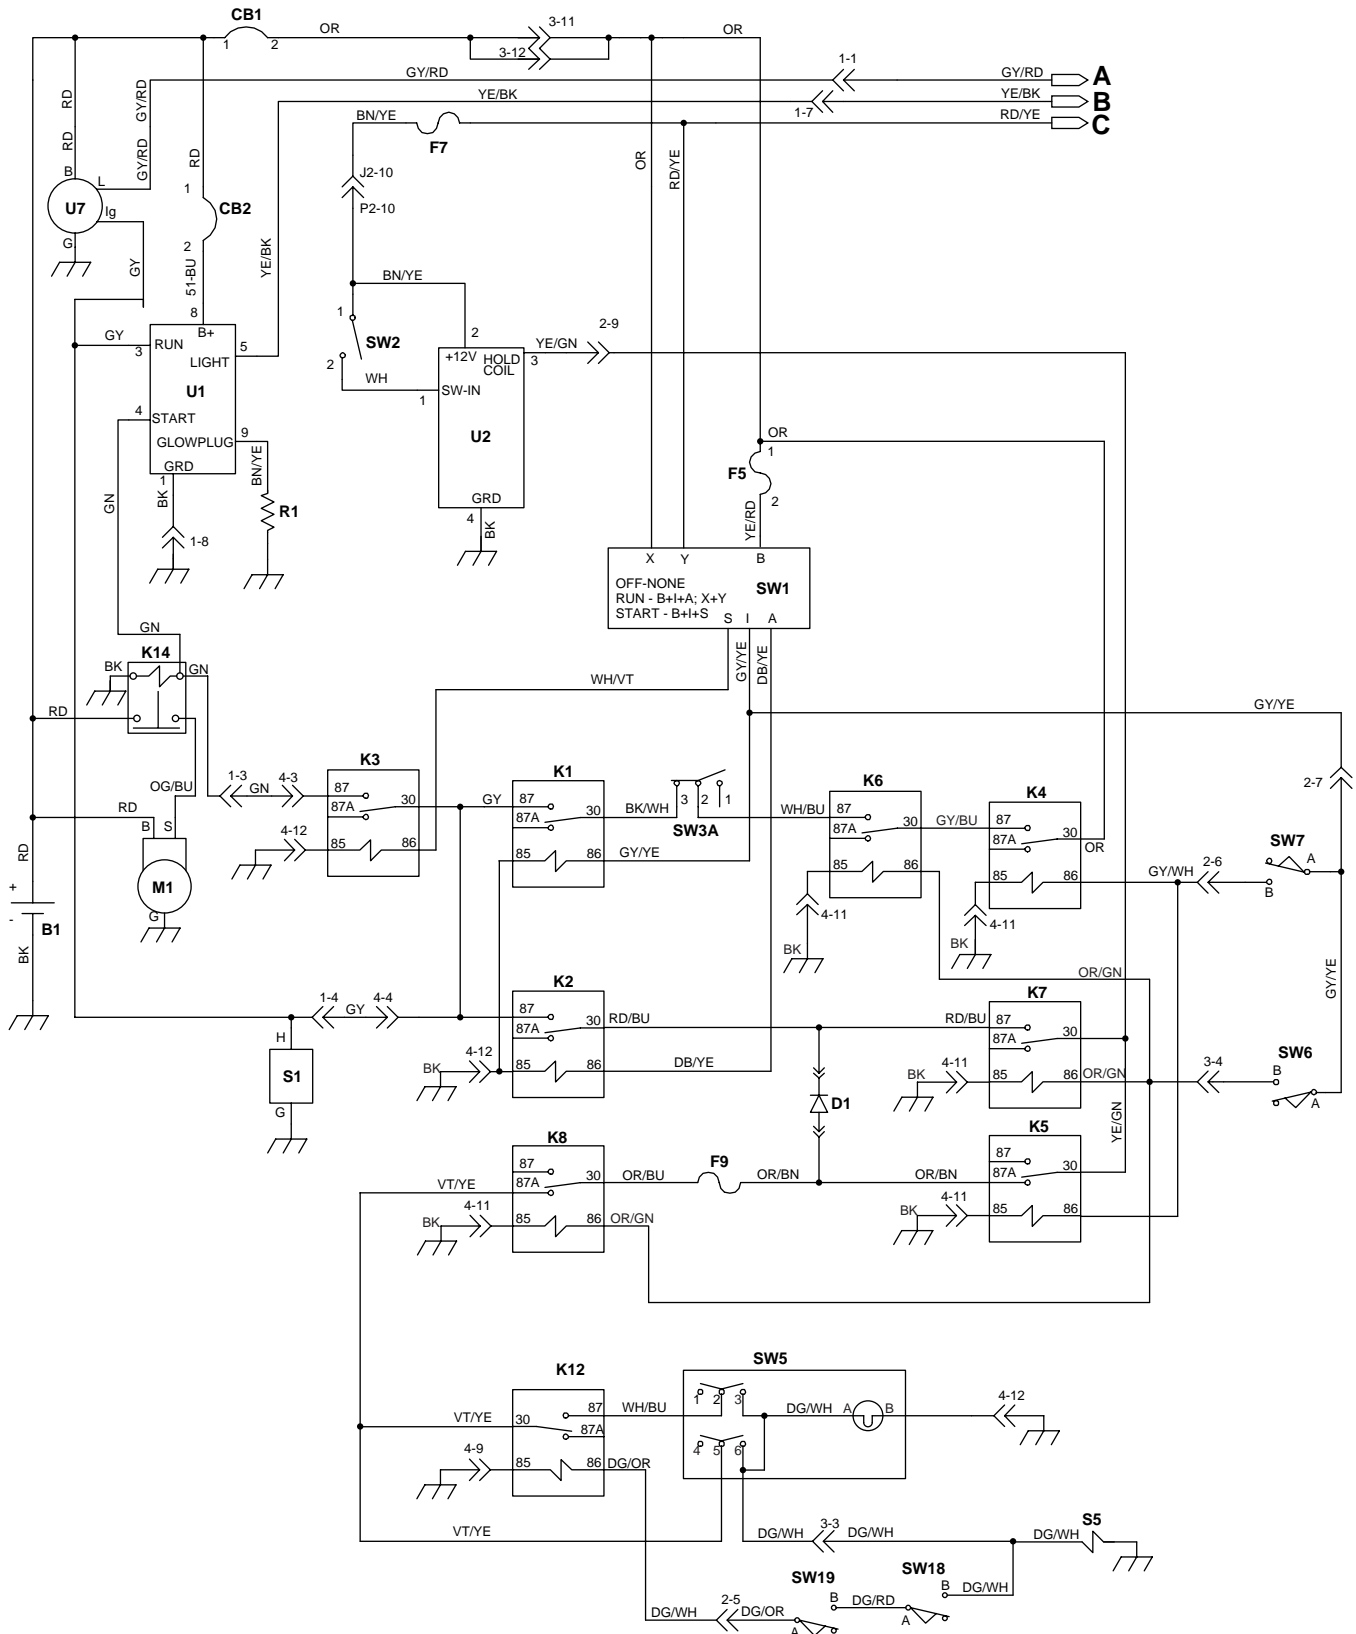 CB1
OR
3-11
OR
1
2
3-12
1-1
GY/RD
GY/RD
A
YE/BK
1-7
YE/BK
B
BN/YE
F7
RD/YE
C
RD
GY/RD
RD
GY/RD
RD
OR
RD/YE
B
L
U7
Ig
G
1
CB2
2
GY
51-BU
YE/BK
J2-10
P2-10
BN/YE
1
SW2
2
WH
2
YE/GN
2-9
+12V
HOLD
COIL
3
SW-IN
1
U2
GRD
4
BK
8
B+
GY
3
RUN
5
LIGHT
U1
4
START
GLOWPLUG
9
GRD
1
BN/YE
BK
GN
R1
1-8
OR
1
F5
2
YE/RD
X
Y
B
OFF-NONE
RUN - B+I+A; X+Y
START - B+I+S
SW1
S
I
A
GN
K14
BK
GN
WH/VT
GY/YE
DB/YE
RD
GY/YE
OG/BU
1-3
GN
4-3
K3
87
87A
30
85
86
4-12
GY
K1
87
87A
30
85
86
BK/WH
GY/YE
3
2
1
SW3A
WH/BU
K6
87
87A
30
85
86
GY/BU
4-11
BK
K4
87
87A
30
OR
85
86
4-11
BK
GY/WH
2-6
2-7
SW7
A
B
RD
B
S
M1
G
RD
+
-
B1
BK
OR/GN
GY/YE
1-4
GY
4-4
H
S1
G
K2
87
87A
30
RD/BU
85
86
DB/YE
BK
4-12
D1
RD/BU
K7
87
87A
30
85
86
OR/GN
BK
4-11
3-4
SW6
B
A
YE/GN
K8
87
87A
30
VT/YE
OR/BU
F9
OR/BN
OR/BN
4-11
BK
85
86
OR/GN
K5
87
87A
30
4-11
BK
85
86
K12
87
WH/BU
VT/YE
30
87A
4-9
85
86
DG/OR
SW5
1
2
3
4
5
6
DG/WH
A
B
4-12
VT/YE
DG/WH
3-3
DG/WH
DG/WH
S5
SW19
B
DG/RD
SW18
B
DG/WH
A
DG/WH
2-5
DG/OR
A